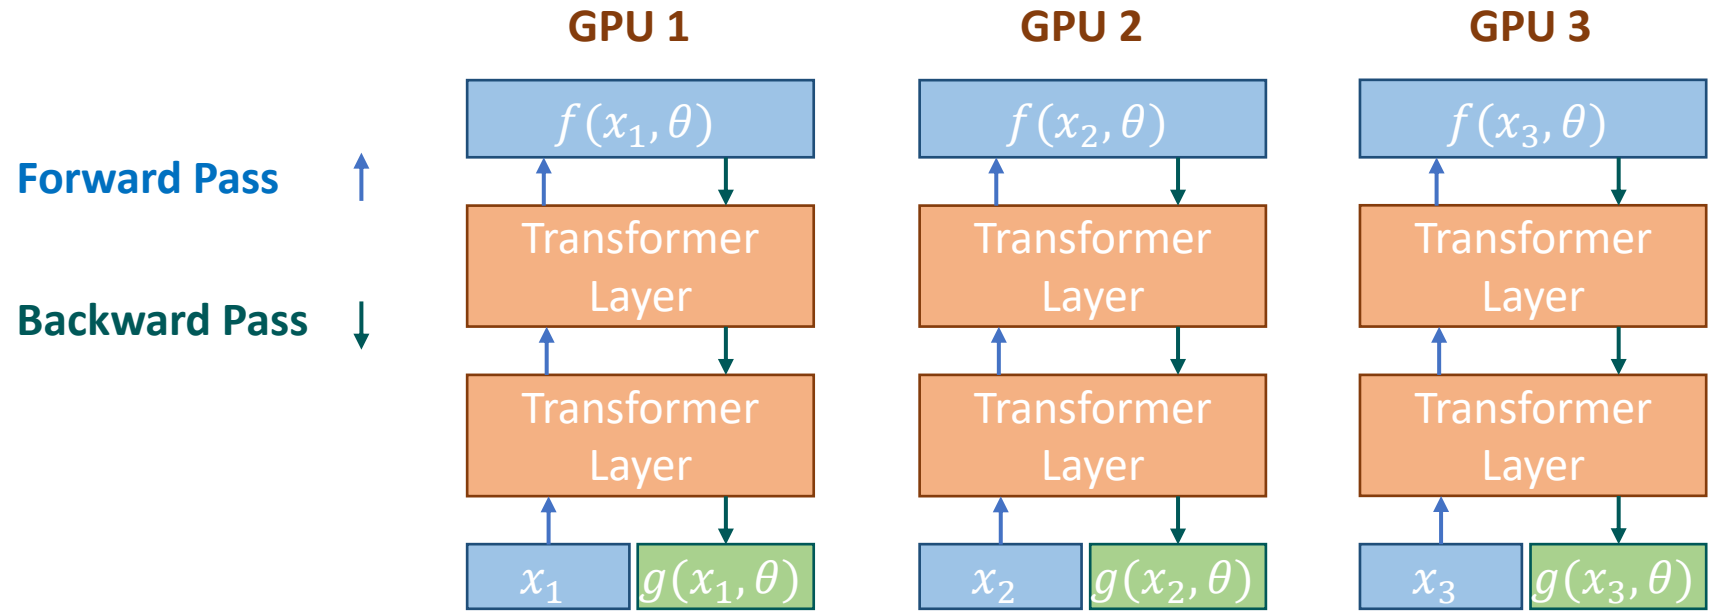 GPU 1
GPU 2
GPU 3
f(x₁, θ)
f(x₂, θ)
f(x₃, θ)
Forward Pass
Transformer
Layer
Transformer
Layer
Transformer
Layer
Backward Pass
Transformer
Layer
Transformer
Layer
Transformer
Layer
x₁
g(x₁, θ)
x₂
g(x₂, θ)
x₃
g(x₃, θ)